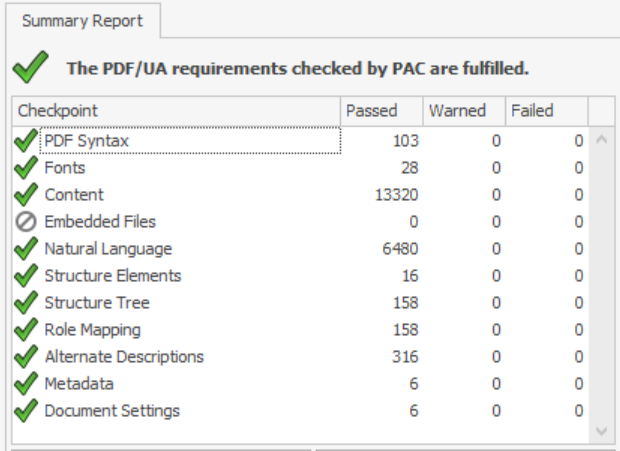 Summary Report
The PDF/UA requirements checked by PAC are fulfilled.
Checkpoint Passed Warned Failed
PDF Syntax 103 0 0
Fonts 28 0 0
Content 13320 0 0
Embedded Files 0 0 0
Natural Language 6480 0 0
Structure Elements 16 0 0
Structure Tree 158 0 0
Role Mapping 158 0 0
Alternate Descriptions 316 0 0
Metadata 6 0 0
Document Settings 6 0 0